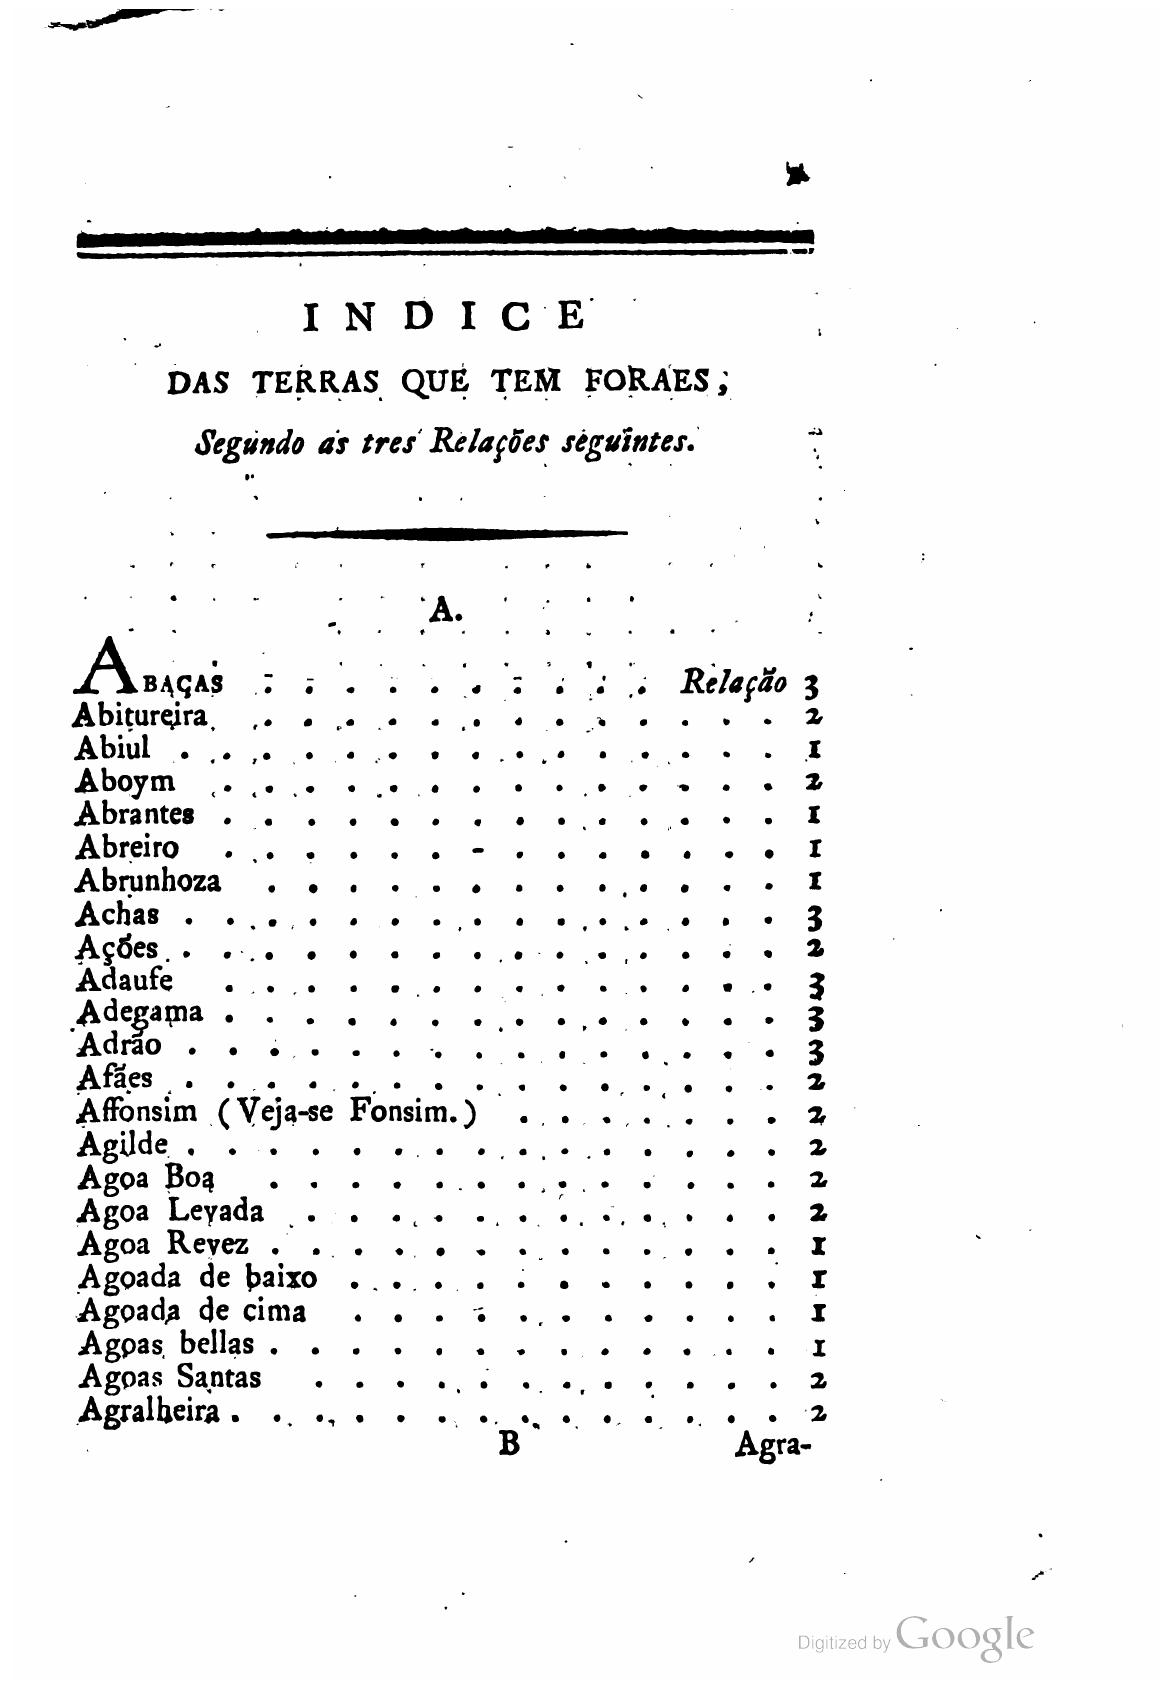 INDICE
DAS TERRAS QUE TEM FORAES;
Segundo as tres Relações seguintes.
A.
ABAÇAS . . . . . . . . . . Relação 3
Abitureira . . . . . . . . . . . . . 2
Abiul . . . . . . . . . . . . . . . 1
Aboym . . . . . . . . . . . . . . 2
Abrantes . . . . . . . . . . . . . . 1
Abreiro . . . . . . - . . . . . . . 1
Abrunhoza . . . . . . . . . . . . . 1
Achas . . . . . . . . . . . . . . . 3
Ações . . . . . . . . . . . . . . . 2
Adaufe . . . . . . . . . . . . . . 3
Adegama . . . . . . . . . . . . . . 3
Adrão . . . . . . . . . . . . . . . 3
Afães . . . . . . . . . . . . . . . 2
Affonsim (Veja-se Fonsim.) . . . . . . . 2
Agilde . . . . . . . . . . . . . . . 2
Agoa Boa . . . . . . . . . . . . . 2
Agoa Levada . . . . . . . . . . . . 2
Agoa Revez . . . . . . . . . . . . . 1
Agoada de baixo . . . . . . . . . . . 1
Agoada de cima . . . . . . . . . . . 1
Agoas bellas . . . . . . . . . . . . . 1
Agoas Santas . . . . . . . . . . . . 2
Agralheira . . . . . . . . . . . . . . 2
B Agra-
Digitized by Google